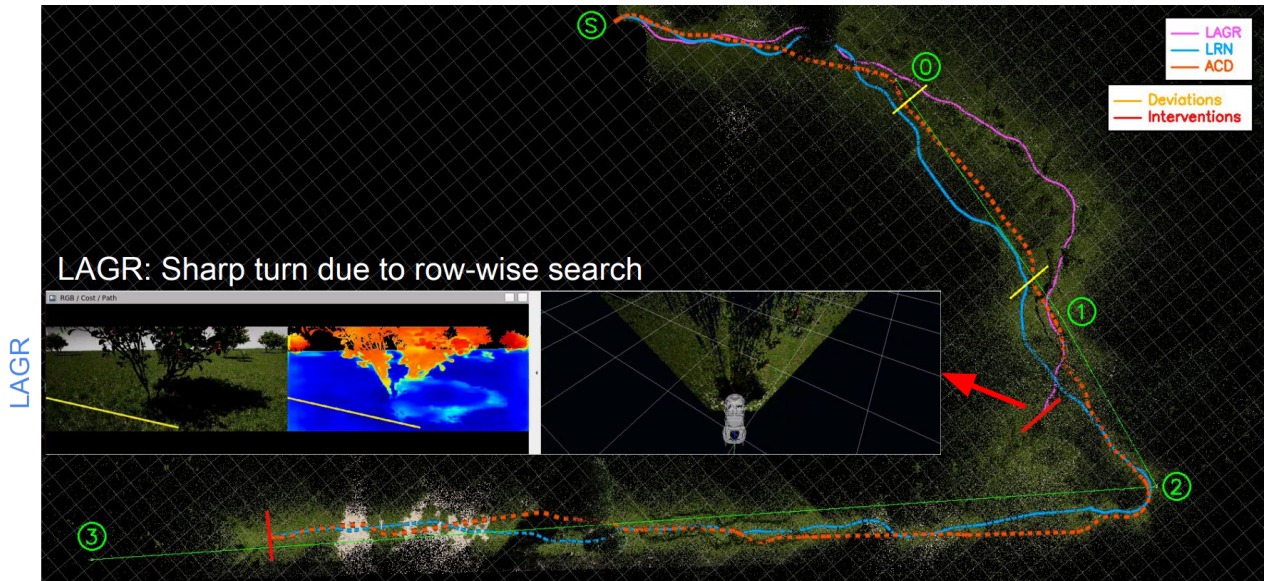 S
0
LAGR
LRN
ACD
Deviations
Interventions
LAGR: Sharp turn due to row-wise search
RGB / Cost / Path
LAGR
1
2
3